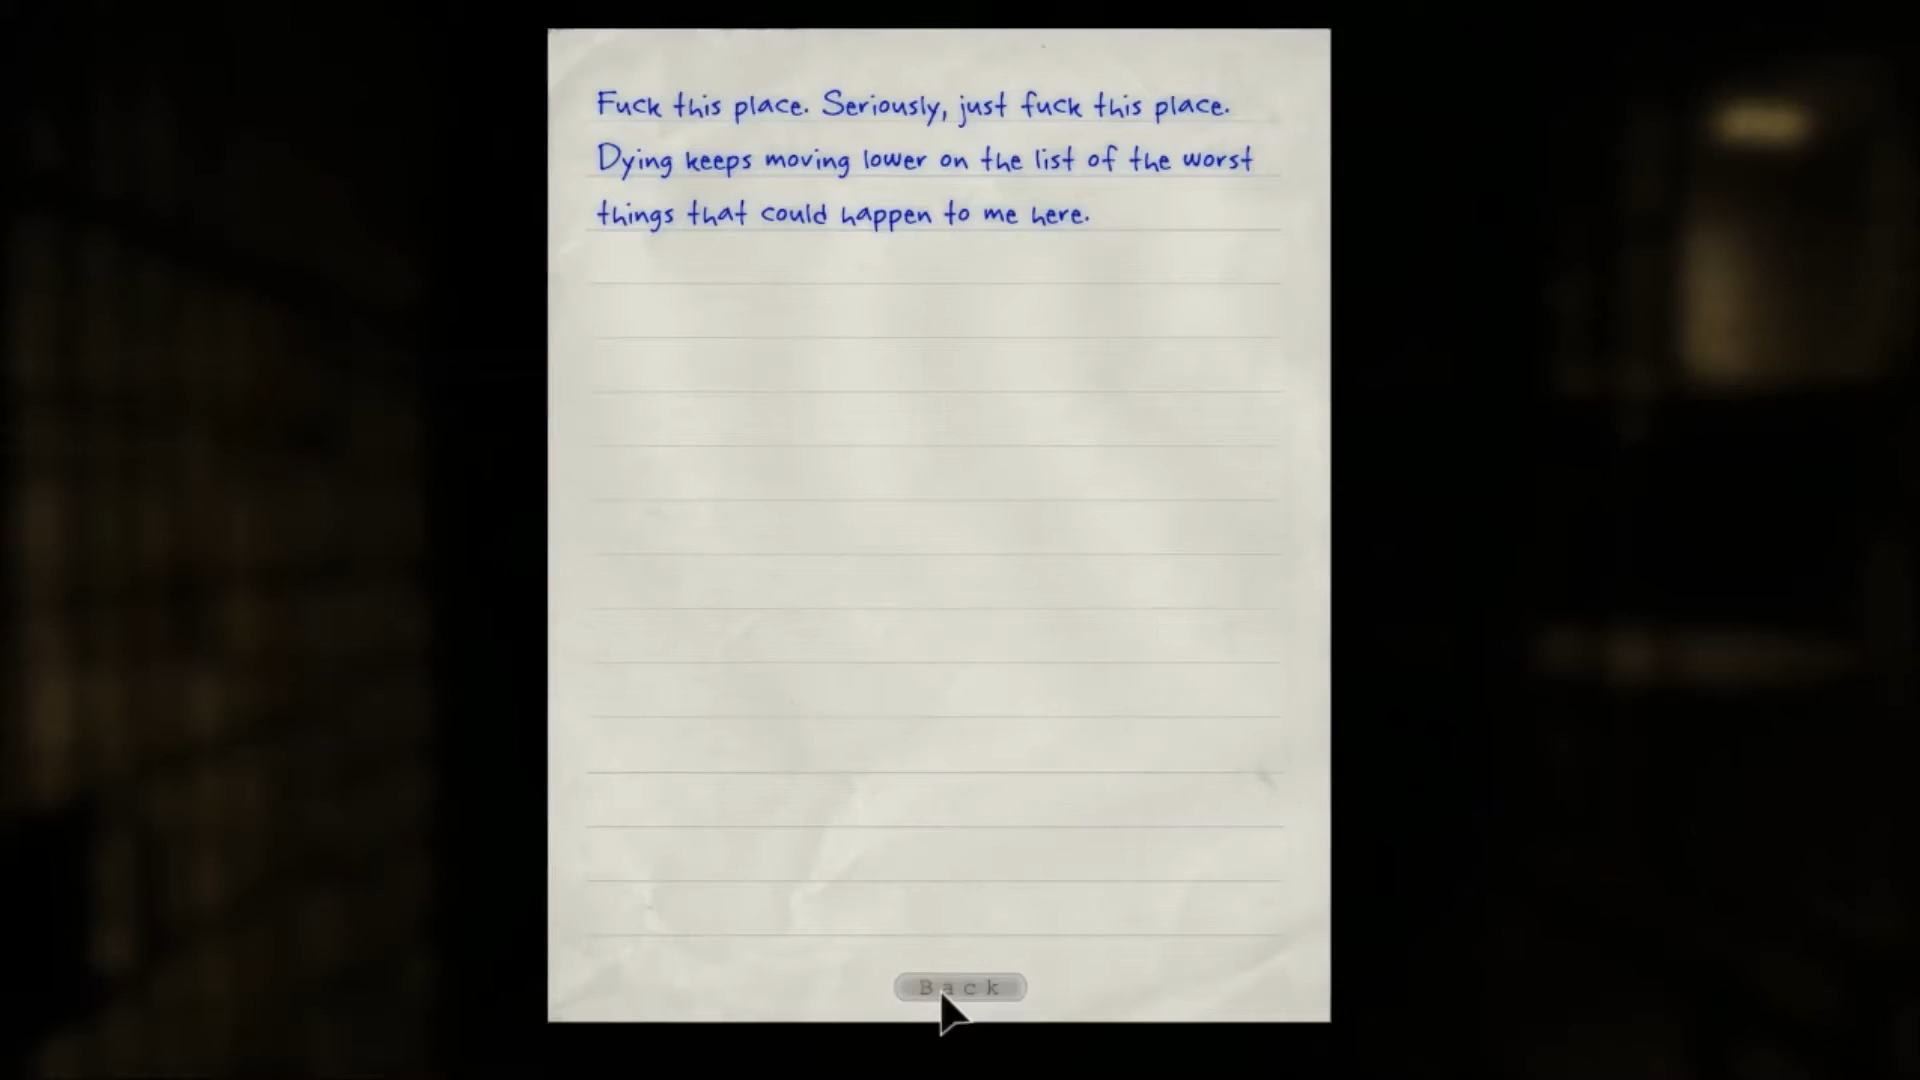 Fuck this place. Seriously, just fuck this place.
Dying keeps moving lower on the list of the worst
things that could happen to me here.
Back